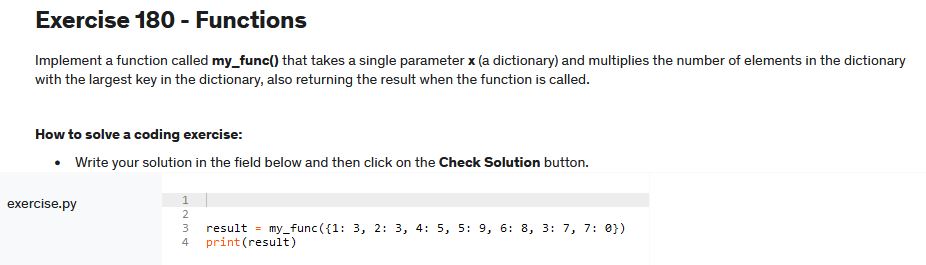 Exercise 180 - Functions
Implement a function called my_func() that takes a single parameter x (a dictionary) and multiplies the number of elements in the dictionary
with the largest key in the dictionary, also returning the result when the function is called.
How to solve a coding exercise:
• Write your solution in the field below and then click on the Check Solution button.
exercise.py
1
2
3 result = my_func({1: 3, 2: 3, 4: 5, 5: 9, 6: 8, 3: 7, 7: 0})
4 print(result)